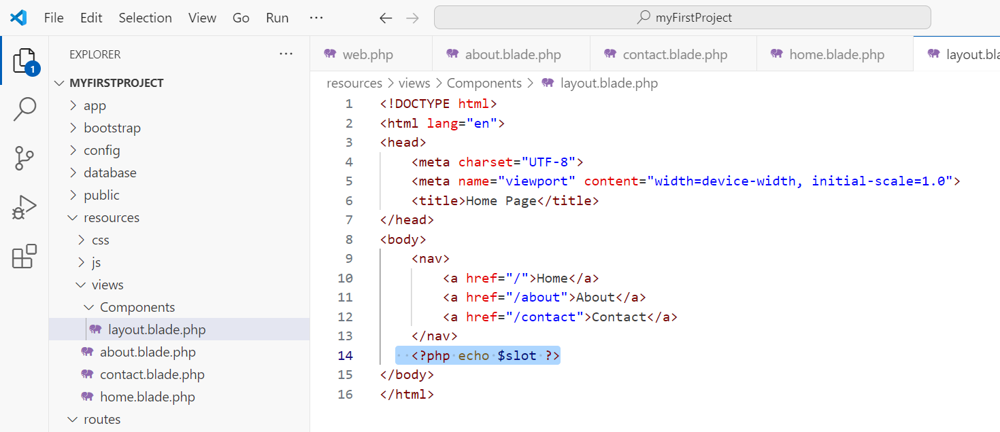 File Edit Selection View Go Run ···
myFirstProject
1
EXPLORER ···
MYFIRSTPROJECT
app
bootstrap
config
database
public
resources
css
js
views
Components
layout.blade.php
about.blade.php
contact.blade.php
home.blade.php
routes
web.php about.blade.php contact.blade.php home.blade.php layout.bla
resources > views > Components > layout.blade.php
1 <!DOCTYPE html>
2 <html lang="en">
3 <head>
4 <meta charset="UTF-8">
5 <meta name="viewport" content="width=device-width, initial-scale=1.0">
6 <title>Home Page</title>
7 </head>
8 <body>
9 <nav>
10 <a href="/">Home</a>
11 <a href="/about">About</a>
12 <a href="/contact">Contact</a>
13 </nav>
14 <?php echo $slot ?>
15 </body>
16 </html>